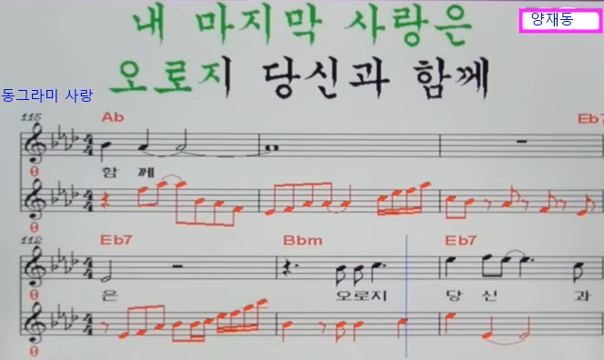 내 마지막 사랑은
양재동
오로지 당신과 함께
동그라미 사랑
115 Ab Eb7
함 께
112 Eb7 Bbm Eb7
은 오로지 당 신 과